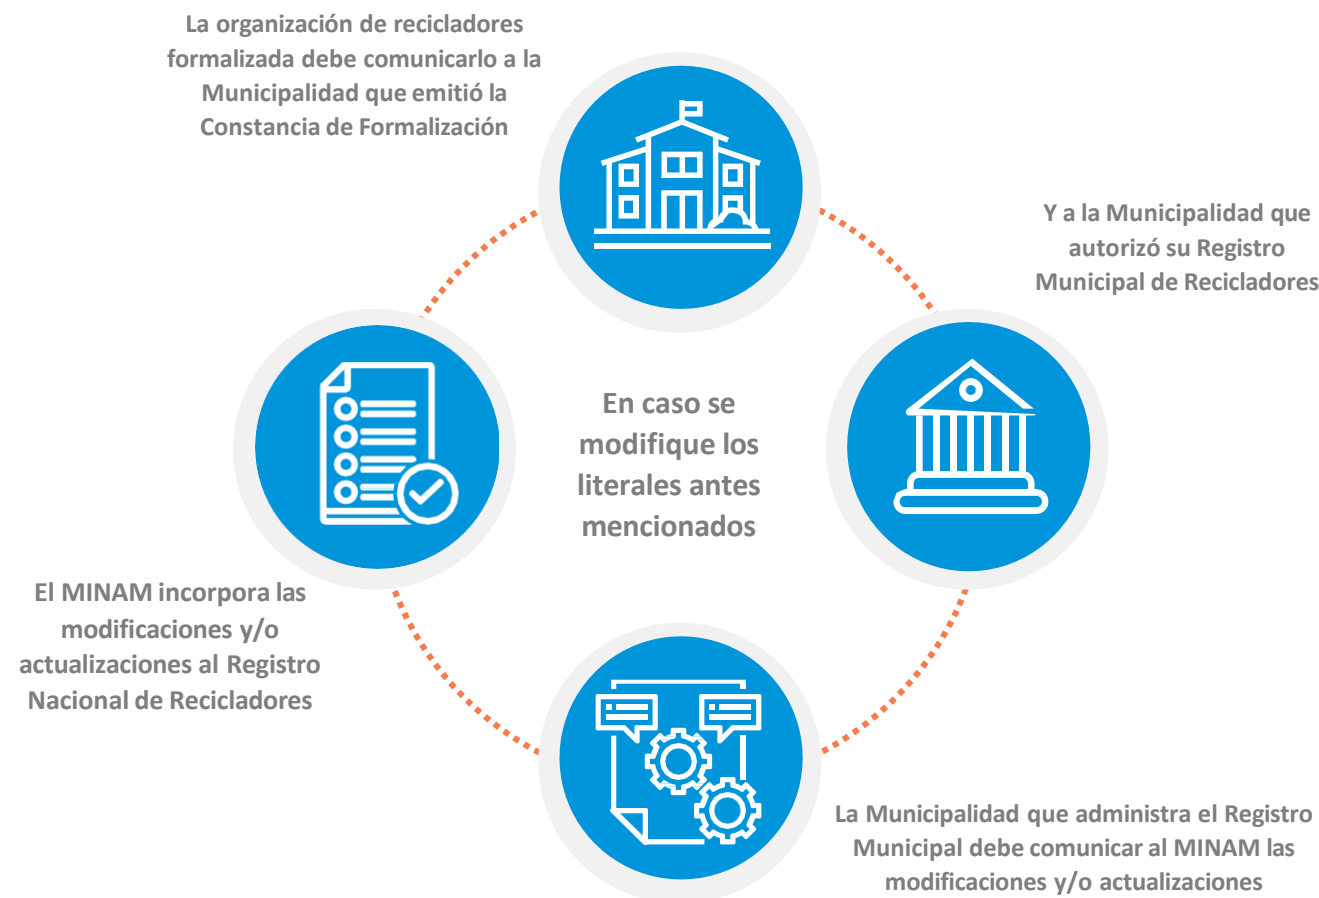 La organización de recicladores
formalizada debe comunicarlo a la
Municipalidad que emitió la
Constancia de Formalización
Y a la Municipalidad que
autorizó su Registro
Municipal de Recicladores
En caso se
modifique los
literales antes
mencionados
El MINAM incorpora las
modificaciones y/o
actualizaciones al Registro
Nacional de Recicladores
La Municipalidad que administra el Registro
Municipal debe comunicar al MINAM las
modificaciones y/o actualizaciones